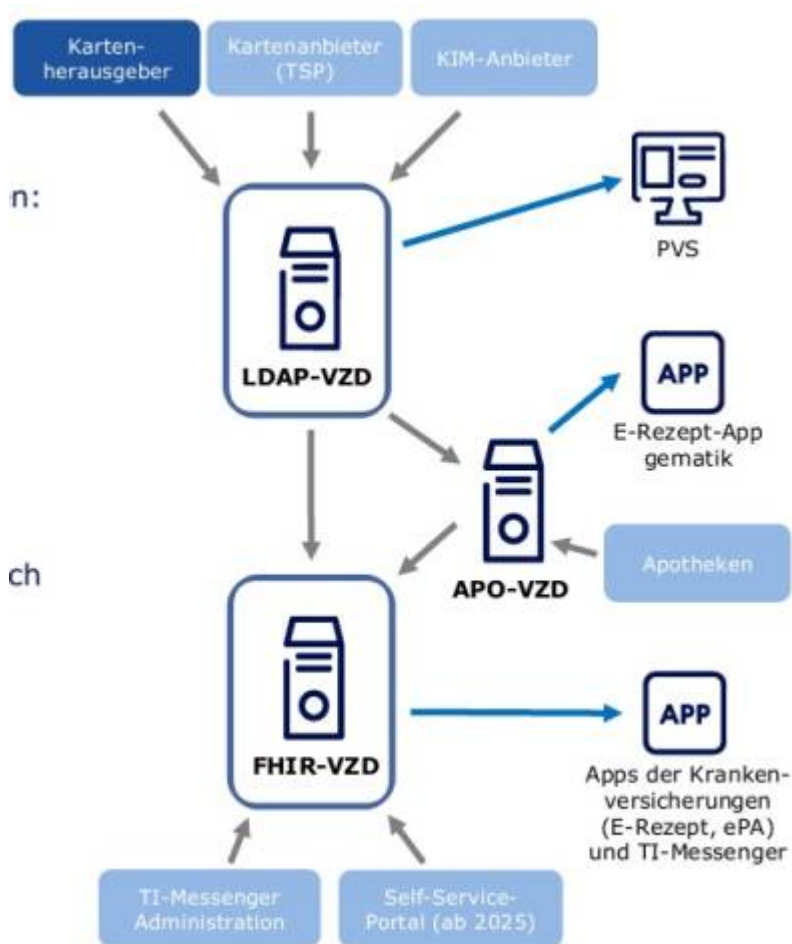 Karten-
herausgeber
Kartenanbieter
(TSP)
KIM-Anbieter
n:
PVS
LDAP-VZD
APP
E-Rezept-App
gematik
ch
APO-VZD
Apotheken
FHIR-VZD
APP
Apps der Kranken-
versicherungen
(E-Rezept, ePA)
und TI-Messenger
TI-Messenger
Administration
Self-Service-
Portal (ab 2025)